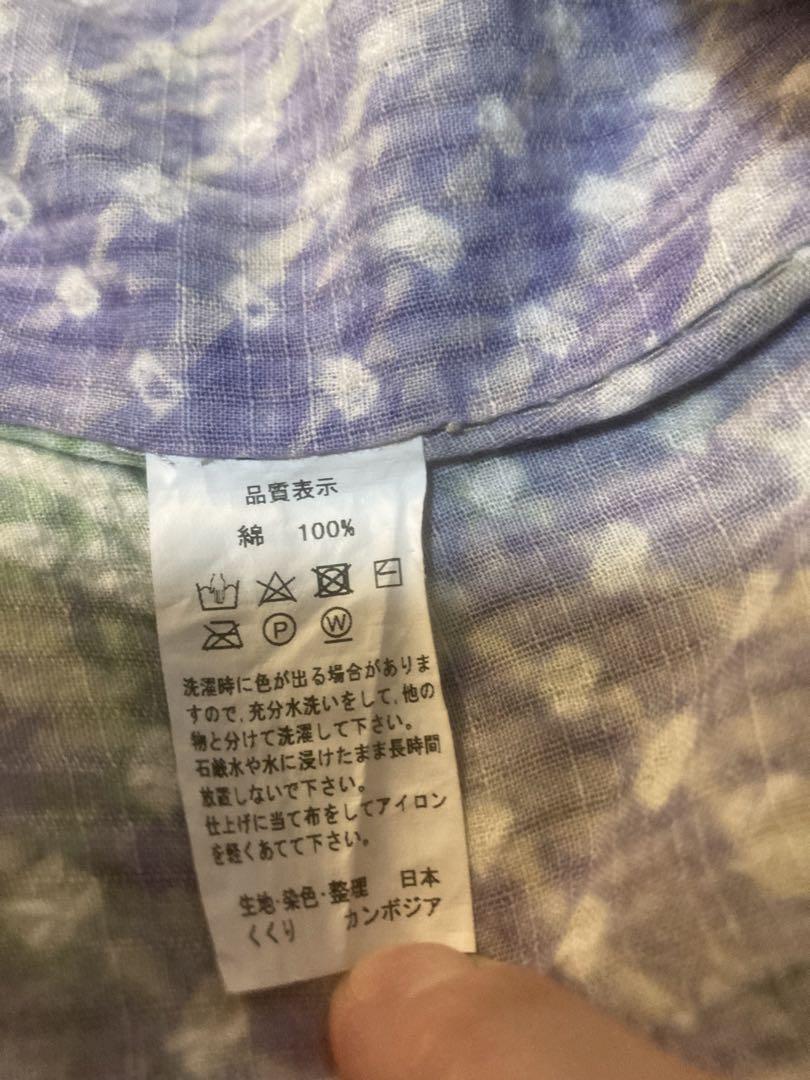 品質表示
綿 100%
P W
洗濯時に色が出る場合がありま
すので,充分水洗いをして,他の
物と分けて洗濯して下さい。
石鹸水や水に浸けたまま長時間
放置しないで下さい。
仕上げに当て布をしてアイロン
を軽くあてて下さい。
生地・染色・整理 日本
くくり カンボジア